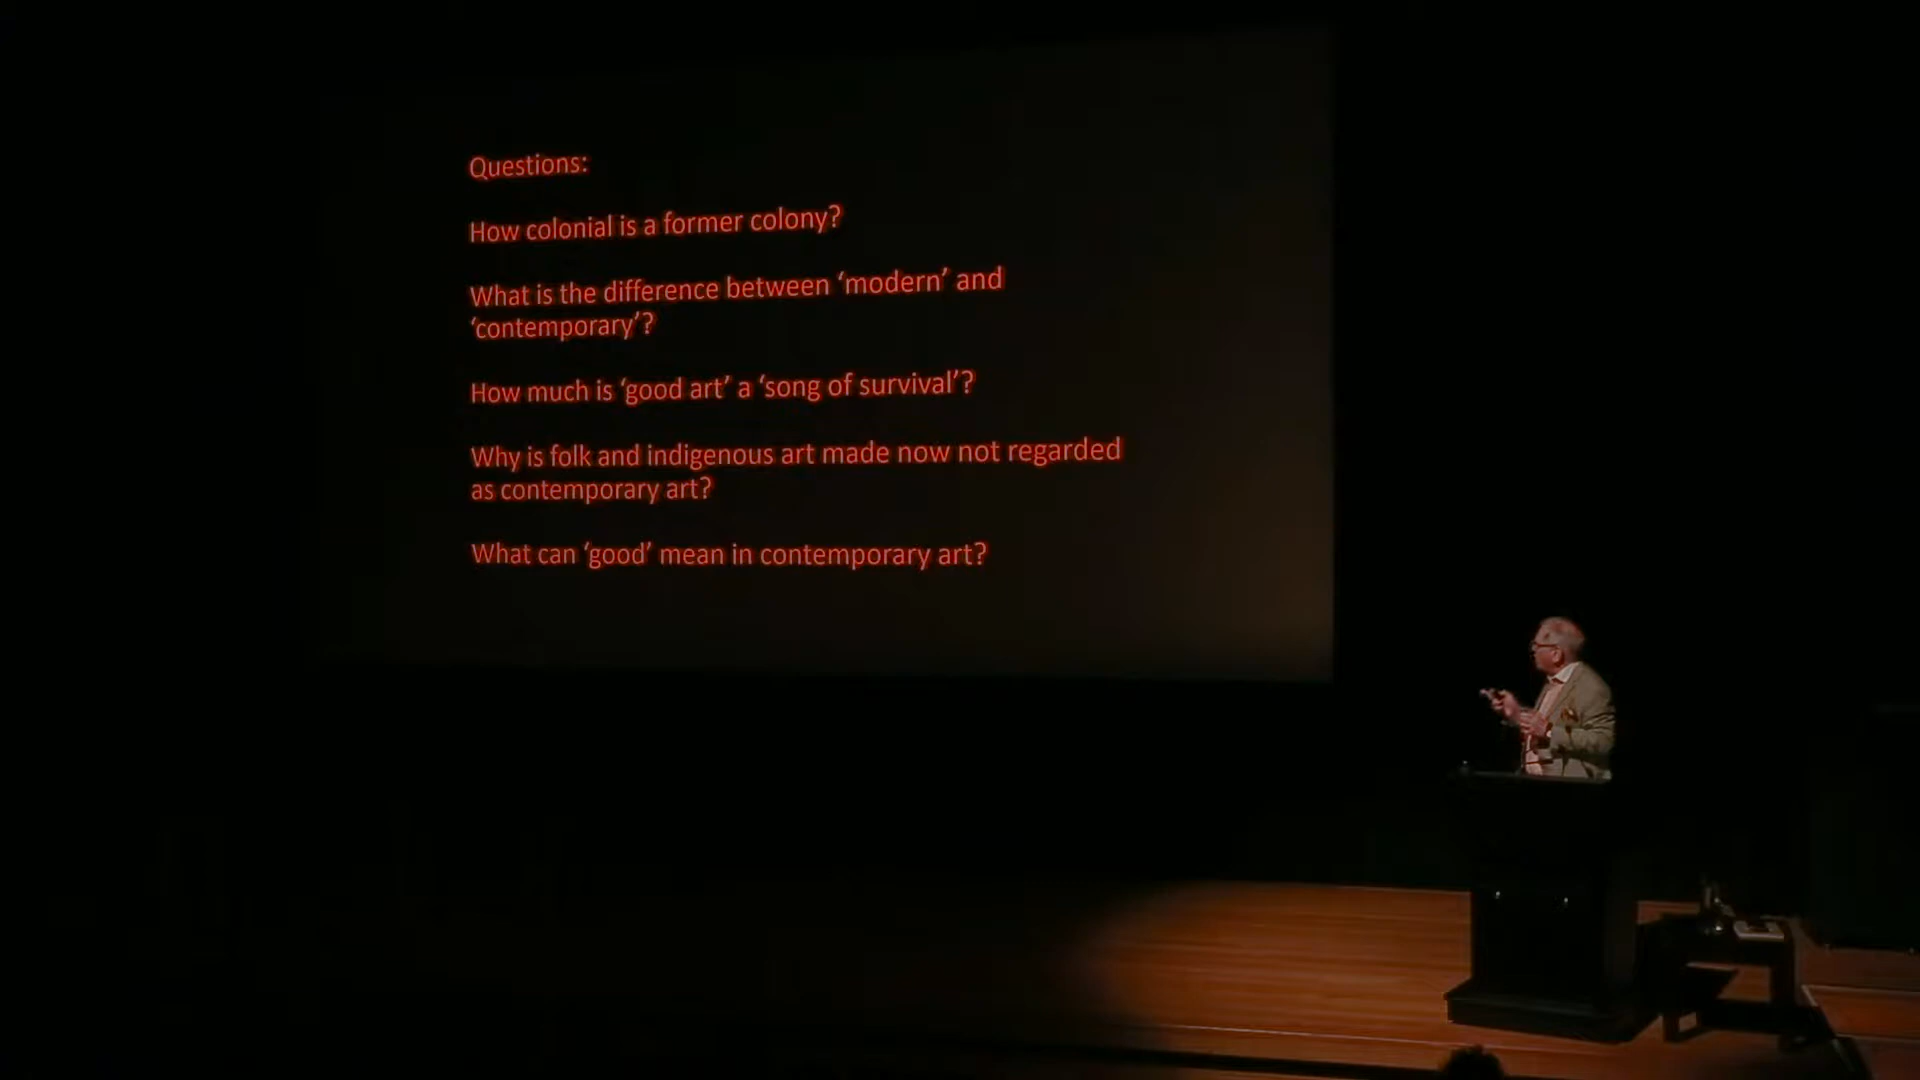 Questions:
How colonial is a former colony?
What is the difference between ‘modern’ and
‘contemporary’?
How much is ‘good art’ a ‘song of survival’?
Why is folk and indigenous art made now not regarded
as contemporary art?
What can ‘good’ mean in contemporary art?